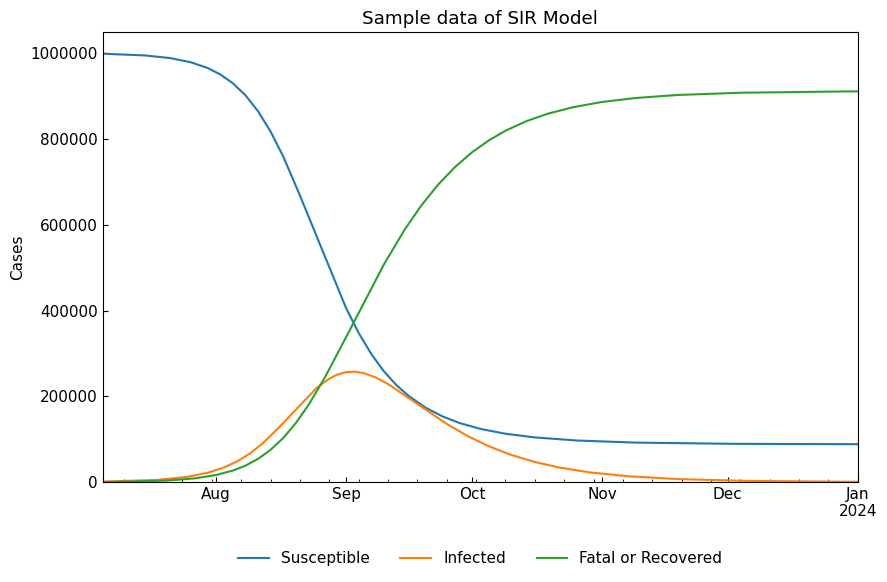 Sample data of SIR Model
1000000
800000
600000
400000
200000
0
Cases
Aug Sep Oct Nov Dec Jan
2024
Susceptible Infected Fatal or Recovered